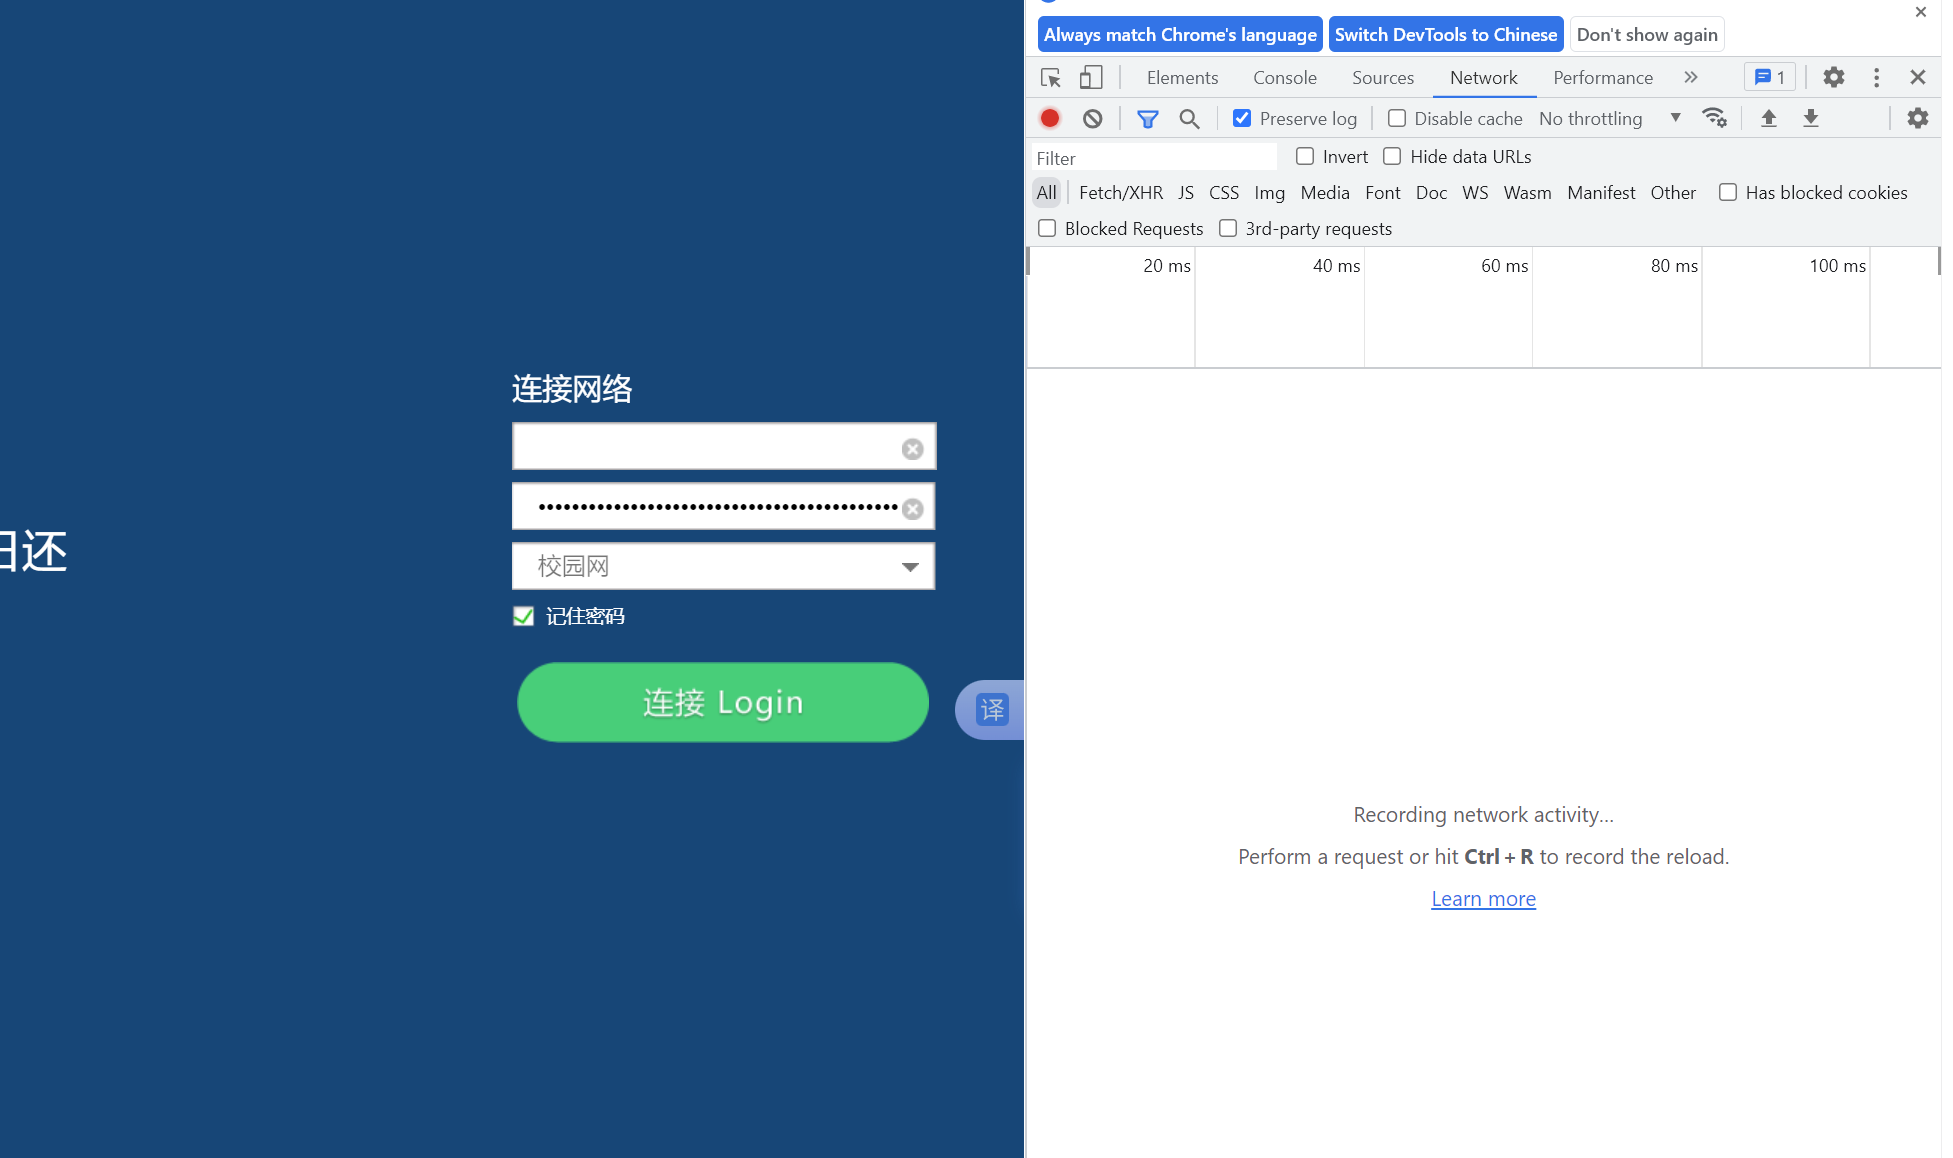 连接网络
校园网
记住密码
连接 Login
译
还
Always match Chrome's language Switch DevTools to Chinese Don't show again
Elements Console Sources Network Performance 1
Preserve log Disable cache No throttling
Filter Invert Hide data URLs
All Fetch/XHR JS CSS Img Media Font Doc WS Wasm Manifest Other Has blocked cookies
Blocked Requests 3rd-party requests
20 ms 40 ms 60 ms 80 ms 100 ms
Recording network activity…
Perform a request or hit Ctrl + R to record the reload.
Learn more